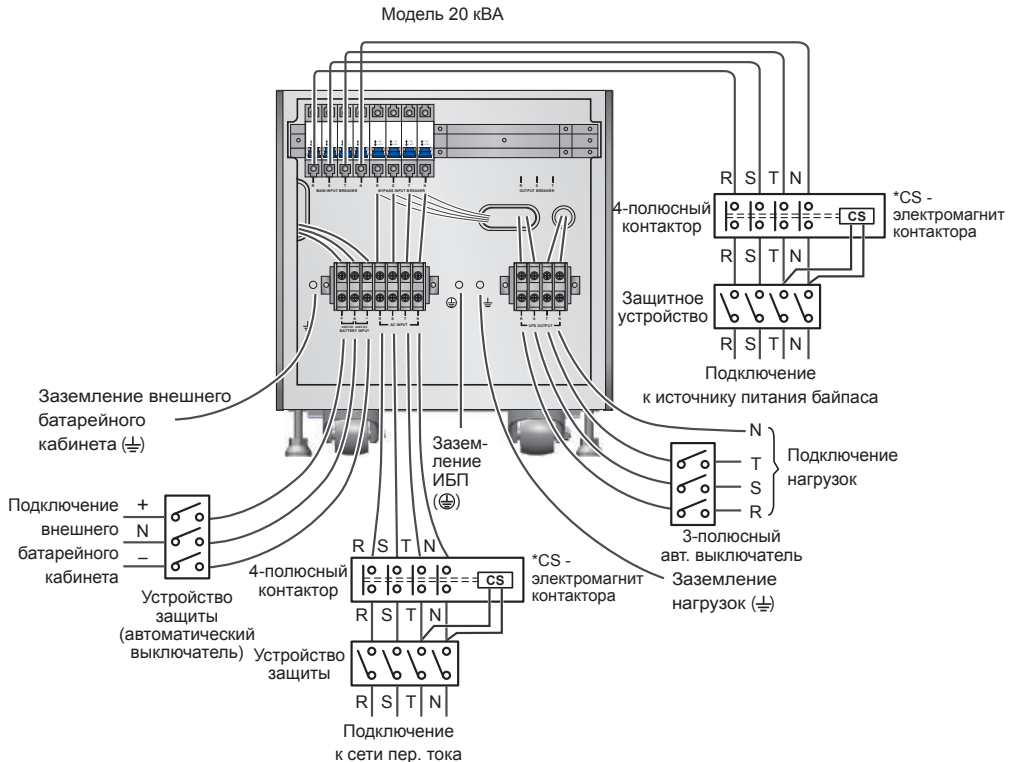 Модель 20 кВА
R S T N
MAIN INPUT BREAKER
R S T N
BYPASS INPUT BREAKER
R S T
OUTPUT BREAKER
R S T N
4-полюсный
контактор
CS
*CS -
электромагнит
контактора
R S T N
Защитное
устройство
R S T N
Подключение
к источнику питания байпаса
+ N –
BATTERY INPUT
R S T N
AC INPUT
R S T N
UPS OUTPUT
Заземление внешнего
батарейного
кабинета
Зазем-
ление
ИБП
N
T
S
R
Подключение
нагрузок
3-полюсный
авт. выключатель
Заземление
нагрузок
Подключение
внешнего
батарейного
кабинета
+
N
–
Устройство
защиты
(автоматический
выключатель)
R S T N
4-полюсный
контактор
CS
*CS -
электромагнит
контактора
R S T N
Устройство
защиты
R S T N
Подключение
к сети пер. тока